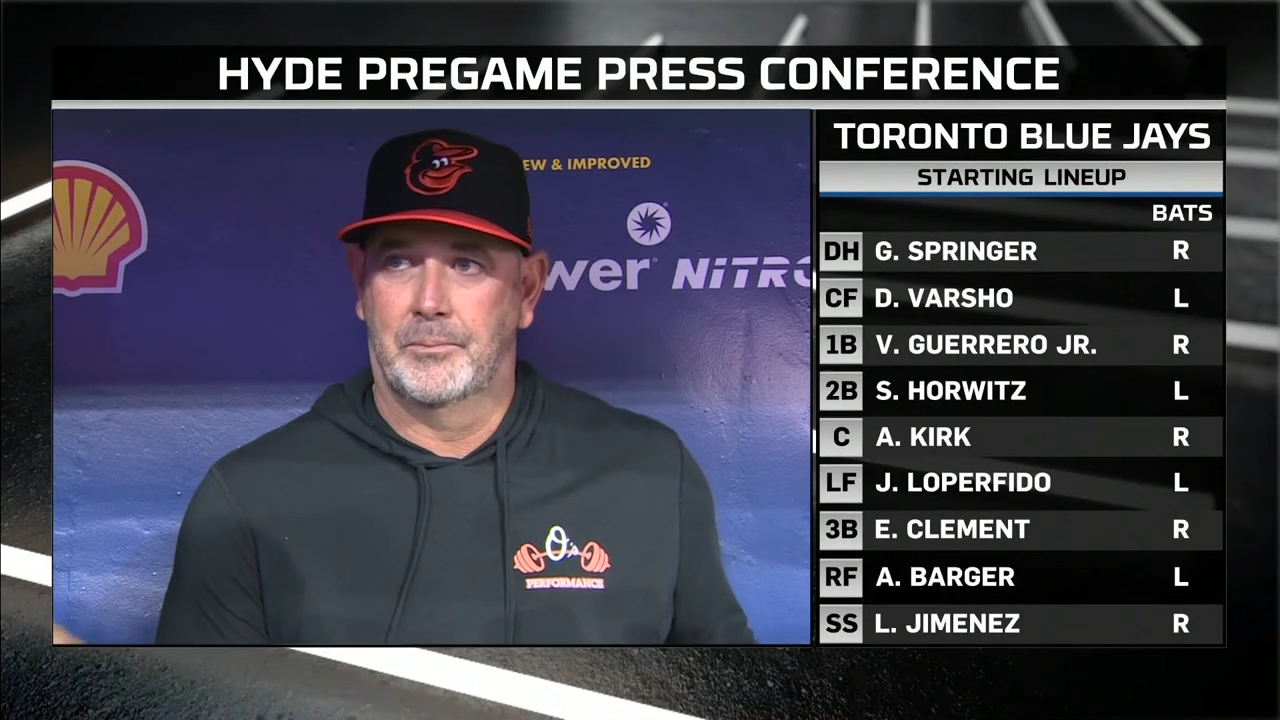 HYDE PREGAME PRESS CONFERENCE
EW & IMPROVED
wer NiTRO
O's
PERFORMANCE
TORONTO BLUE JAYS
STARTING LINEUP
BATS
DH G. SPRINGER R
CF D. VARSHO L
1B V. GUERRERO JR. R
2B S. HORWITZ L
C A. KIRK R
LF J. LOPERFIDO L
3B E. CLEMENT R
RF A. BARGER L
SS L. JIMENEZ R